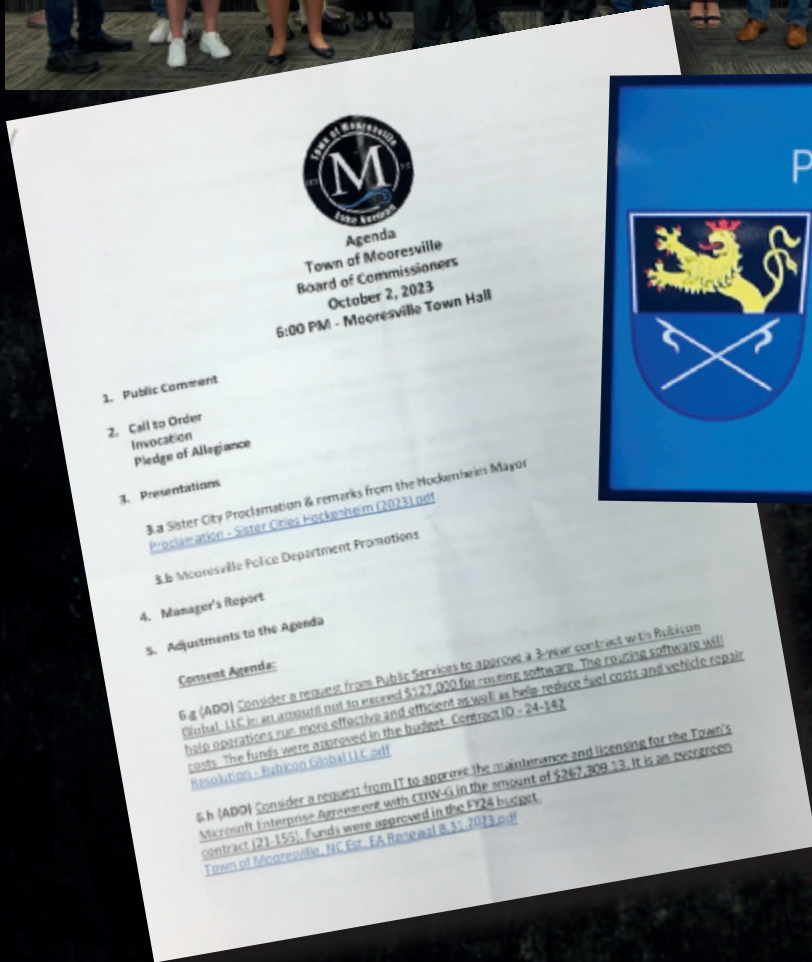 Town of Mooresville
M
Lake Norman
Agenda
Town of Mooresville
Board of Commissioners
October 2, 2023
6:00 PM - Mooresville Town Hall
1. Public Comment
2. Call to Order
Invocation
Pledge of Allegiance
3. Presentations
3.a Sister City Proclamation & remarks from the Hockenheim Mayor
Proclamation - Sister Cities Hockenheim (2023).pdf
3.b Mooresville Police Department Promotions
4. Manager's Report
5. Adjustments to the Agenda
Consent Agenda:
6.g (ADD) Consider a request from Public Services to approve a 3-year contract with Rubicon
Global, LLC in an amount not to exceed $127,000 for routing software. The routing software will
help operations run more effective and efficient as well as help reduce fuel costs and vehicle repair
costs. The funds were approved in the budget. Contract ID - 24-142
Resolution - Rubicon Global LLC.pdf
6.h (ADD) Consider a request from IT to approve the maintenance and licensing for the Town's
Microsoft Enterprise Agreement with CDW-G in the amount of $267,309.13. It is an evergreen
contract (21-155). Funds were approved in the FY24 budget.
Town of Mooresville, NC Est. EA Renewal 8.31.2023.pdf
P